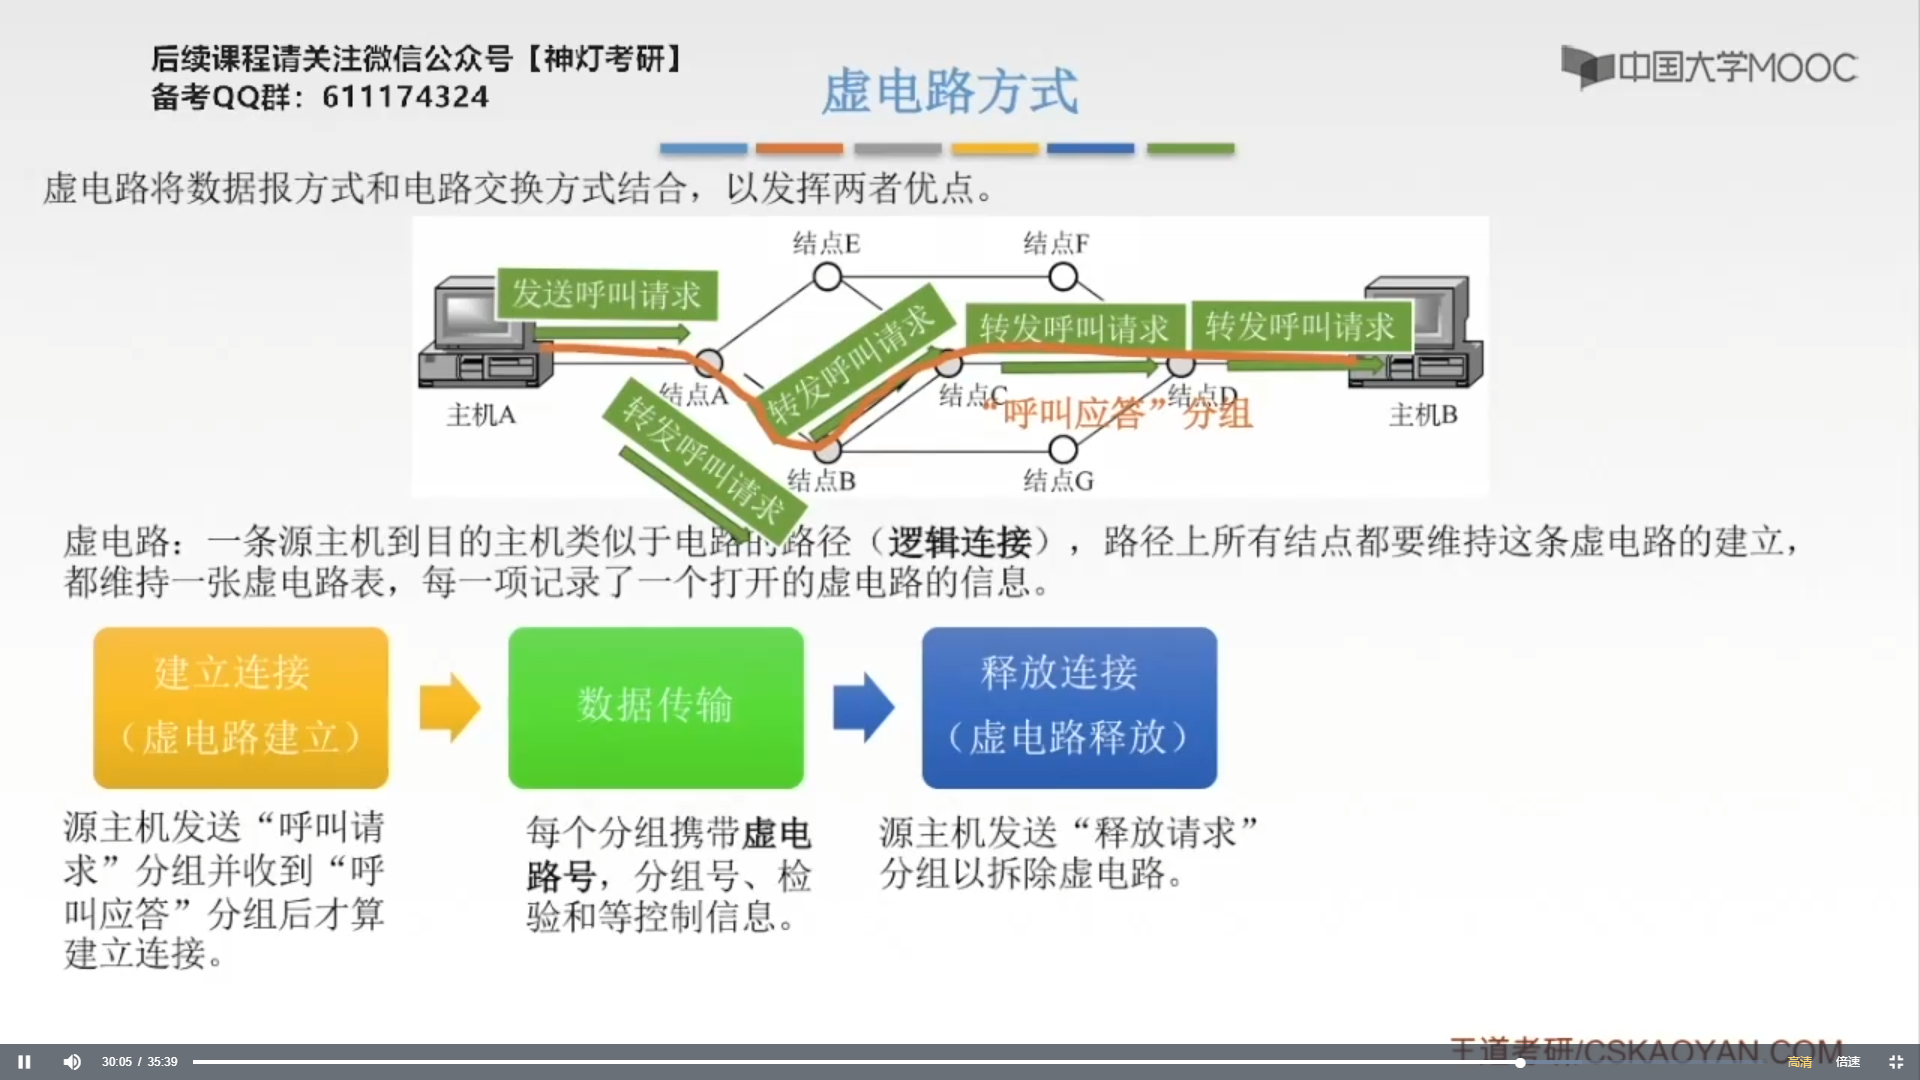 后续课程请关注微信公众号【神灯考研】
备考QQ群：611174324
中国大学MOOC
虚电路方式
虚电路将数据报方式和电路交换方式结合，以发挥两者优点。
结点E
结点F
发送呼叫请求
转发呼叫请求
转发呼叫请求
转发呼叫请求
结点A
结点C
结点D
“呼叫应答”分组
主机A
主机B
转发呼叫请求
结点B
结点G
虚电路：一条源主机到目的主机类似于电路的路径（逻辑连接），路径上所有结点都要维持这条虚电路的建立，
都维持一张虚电路表，每一项记录了一个打开的虚电路的信息。
建立连接
（虚电路建立）
数据传输
释放连接
（虚电路释放）
源主机发送“呼叫请
求”分组并收到“呼
叫应答”分组后才算
建立连接。
每个分组携带虚电
路号，分组号、检
验和等控制信息。
源主机发送“释放请求”
分组以拆除虚电路。
王道考研/CSKAOYAN.COM
30:05 / 35:39
高清
倍速